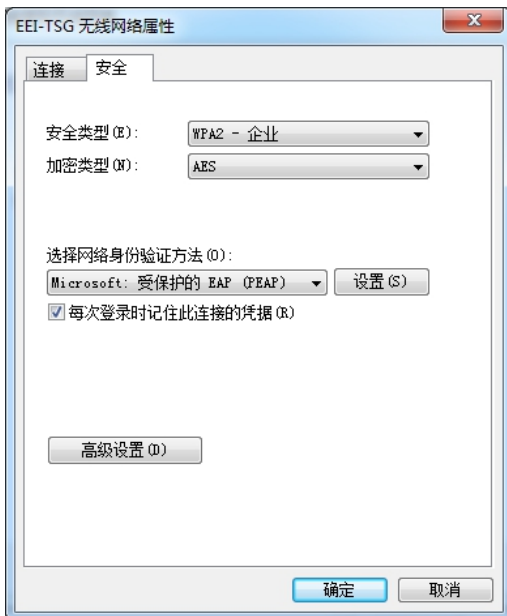 EEI-TSG 无线网络属性
连接 安全
安全类型(E): WPA2 - 企业
加密类型(N): AES
选择网络身份验证方法(O):
Microsoft: 受保护的 EAP (PEAP) 设置(S)
每次登录时记住此连接的凭据(R)
高级设置(D)
确定 取消